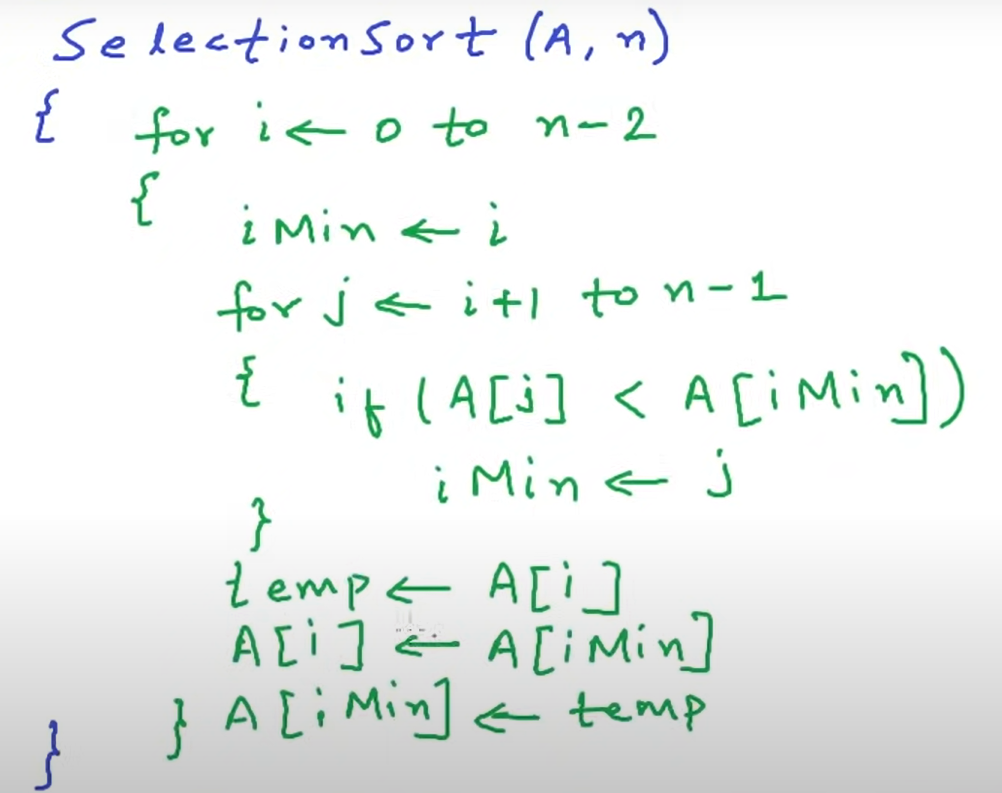 SelectionSort (A, n)
{ for i ← 0 to n-2
{
iMin ← i
for j ← i+1 to n-1
{ if (A[j] < A[iMin])
iMin ← j
}
temp ← A[i]
A[i] ← A[iMin]
} A[iMin] ← temp
}